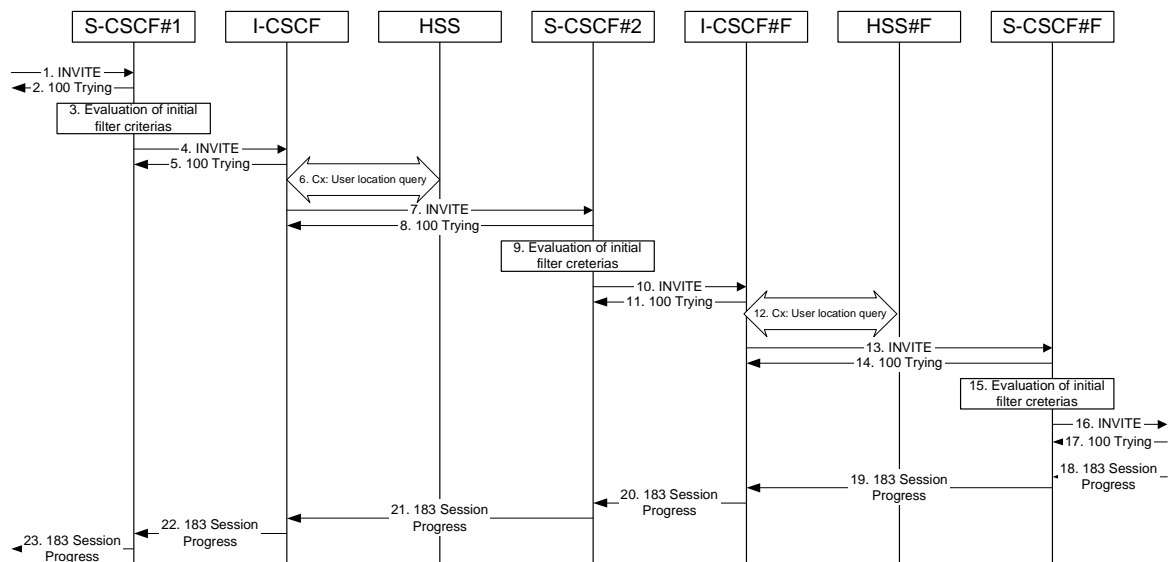 S-CSCF#1
I-CSCF
HSS
S-CSCF#2
I-CSCF#F
HSS#F
S-CSCF#F
1. INVITE
2. 100 Trying
3. Evaluation of initial
filter criterias
4. INVITE
5. 100 Trying
6. Cx: User location query
7. INVITE
8. 100 Trying
9. Evaluation of initial
filter creterias
10. INVITE
11. 100 Trying
12. Cx: User location query
13. INVITE
14. 100 Trying
15. Evaluation of initial
filter creterias
16. INVITE
17. 100 Trying
18. 183 Session
Progress
19. 183 Session
Progress
20. 183 Session
Progress
21. 183 Session
Progress
22. 183 Session
Progress
23. 183 Session
Progress